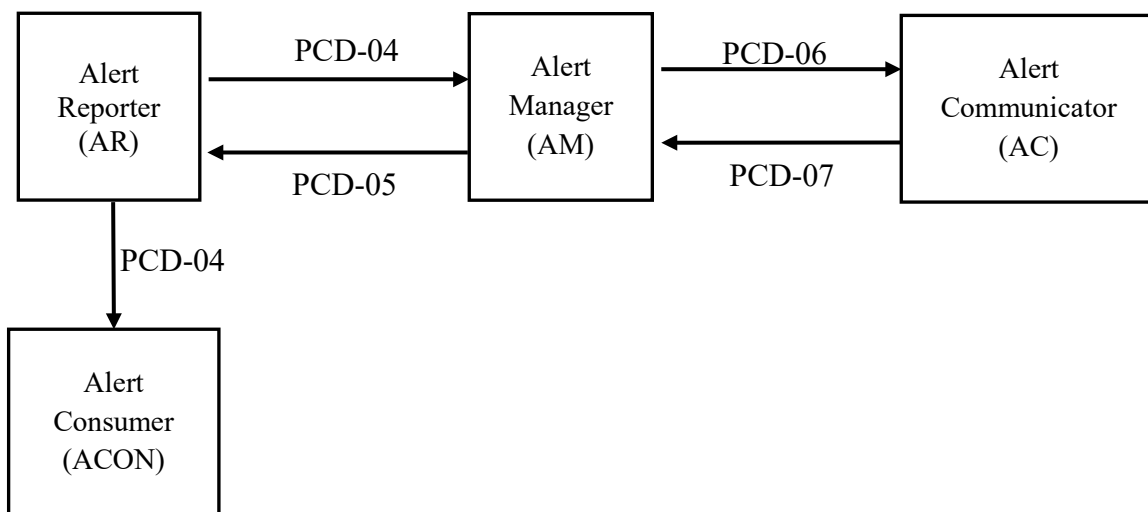 Alert
Reporter
(AR)
PCD-04
PCD-05
Alert
Manager
(AM)
PCD-06
PCD-07
Alert
Communicator
(AC)
PCD-04
Alert
Consumer
(ACON)